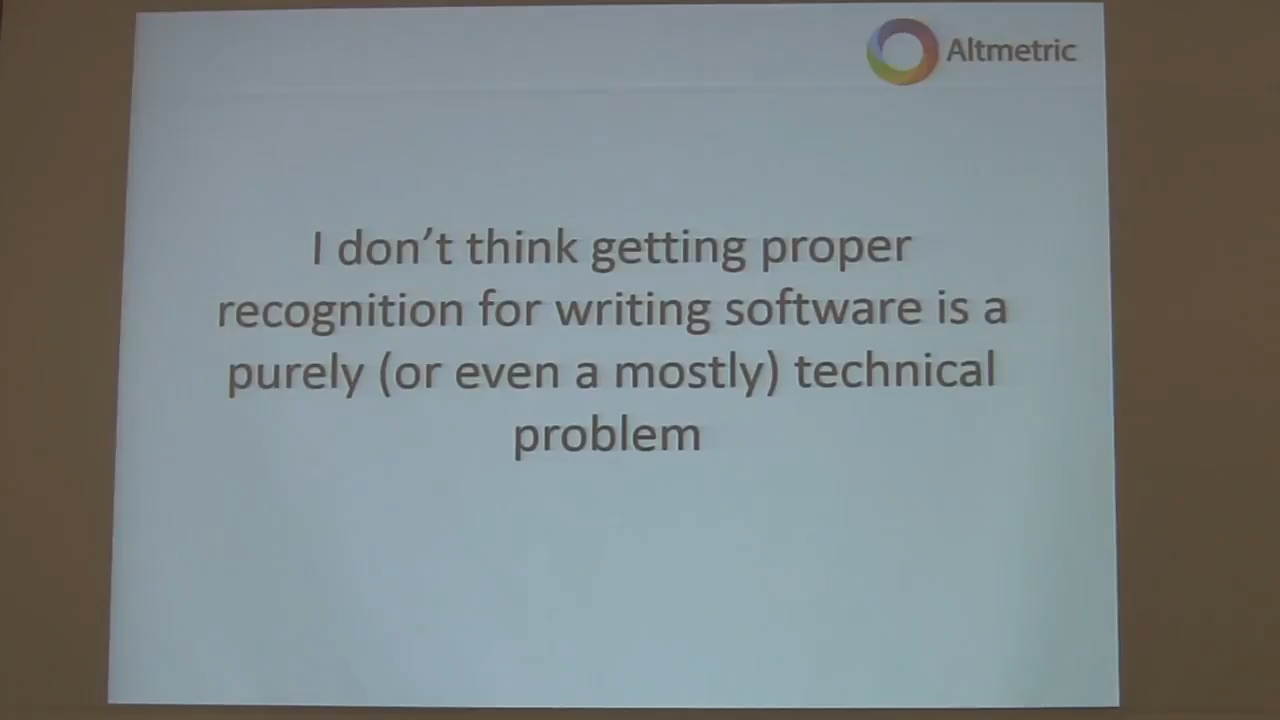 Altmetric
I don’t think getting proper
recognition for writing software is a
purely (or even a mostly) technical
problem